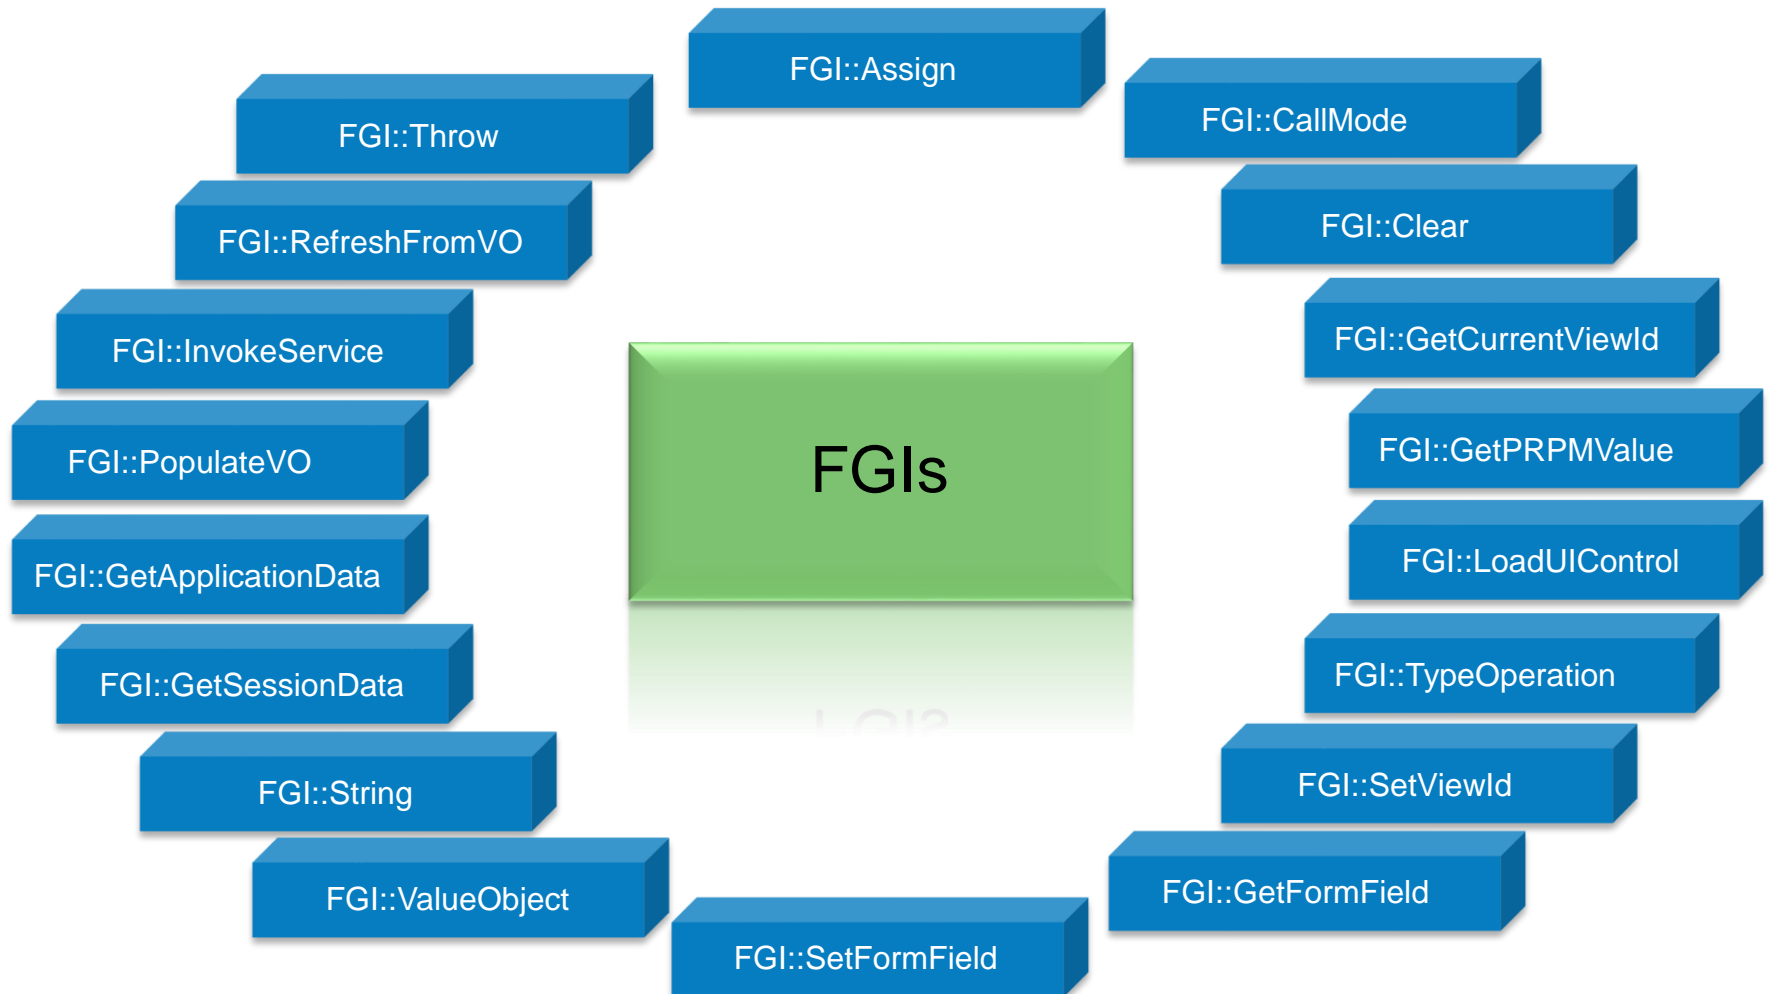 FGI::Assign
FGI::CallMode
FGI::Throw
FGI::Clear
FGI::RefreshFromVO
FGI::GetCurrentViewId
FGI::InvokeService
FGI::GetPRPMValue
FGI::PopulateVO
FGIs
FGI::LoadUIControl
FGI::GetApplicationData
FGI::TypeOperation
FGI::GetSessionData
FGI::SetViewId
FGI::String
FGI::GetFormField
FGI::ValueObject
FGI::SetFormField